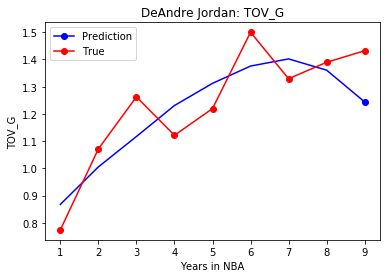 DeAndre Jordan: TOV_G
Prediction
True
1.5
1.4
1.3
1.2
1.1
1.0
0.9
0.8
TOV_G
1 2 3 4 5 6 7 8 9
Years in NBA